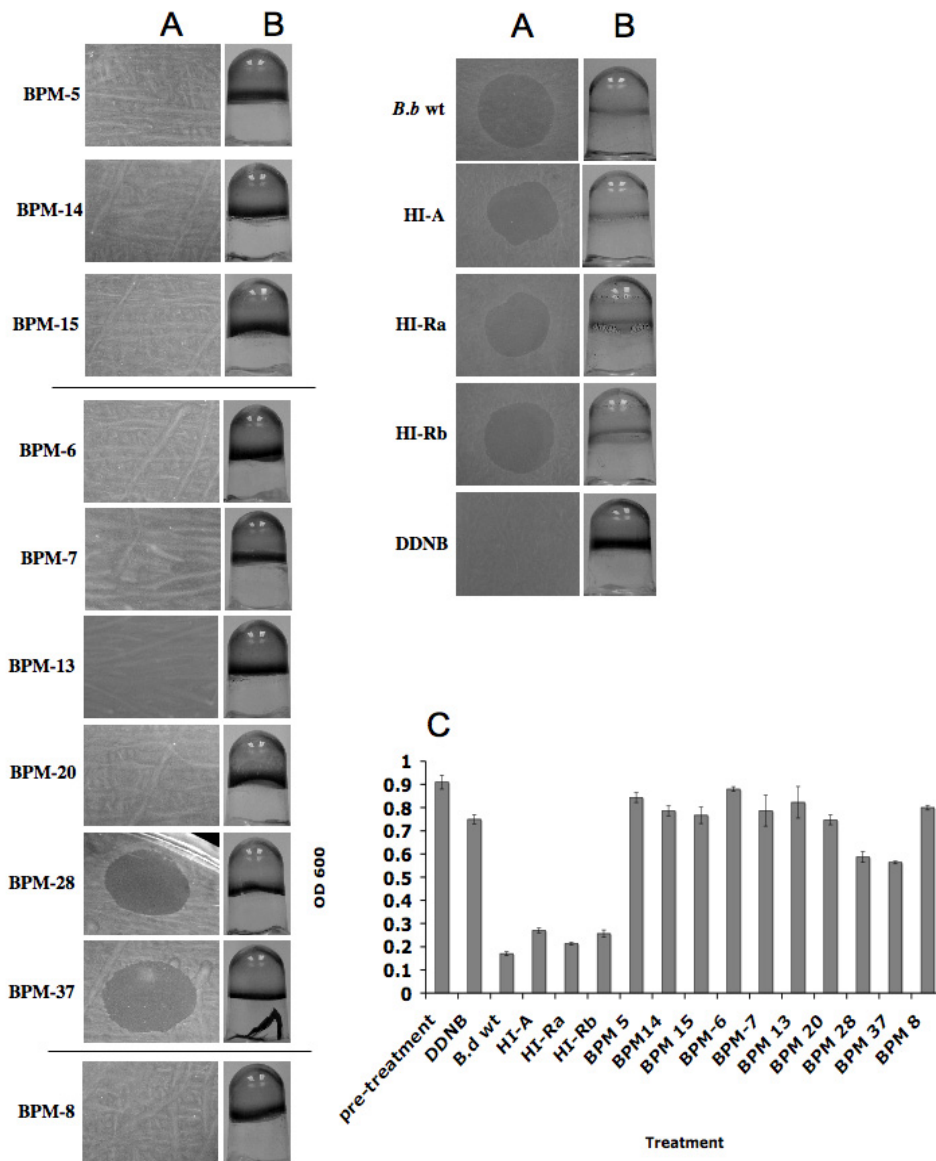 A B
BPM-5
BPM-14
BPM-15
BPM-6
BPM-7
BPM-13
BPM-20
BPM-28
BPM-37
BPM-8
A B
B.b wt
HI-A
HI-Ra
HI-Rb
DDNB
C
OD 600
1
0.9
0.8
0.7
0.6
0.5
0.4
0.3
0.2
0.1
0
pre-treatment
DDNB
B.d wt
HI-A
HI-Ra
HI-Rb
BPM 5
BPM14
BPM 15
BPM-6
BPM-7
BPM 13
BPM 20
BPM 28
BPM 37
BPM 8
Treatment